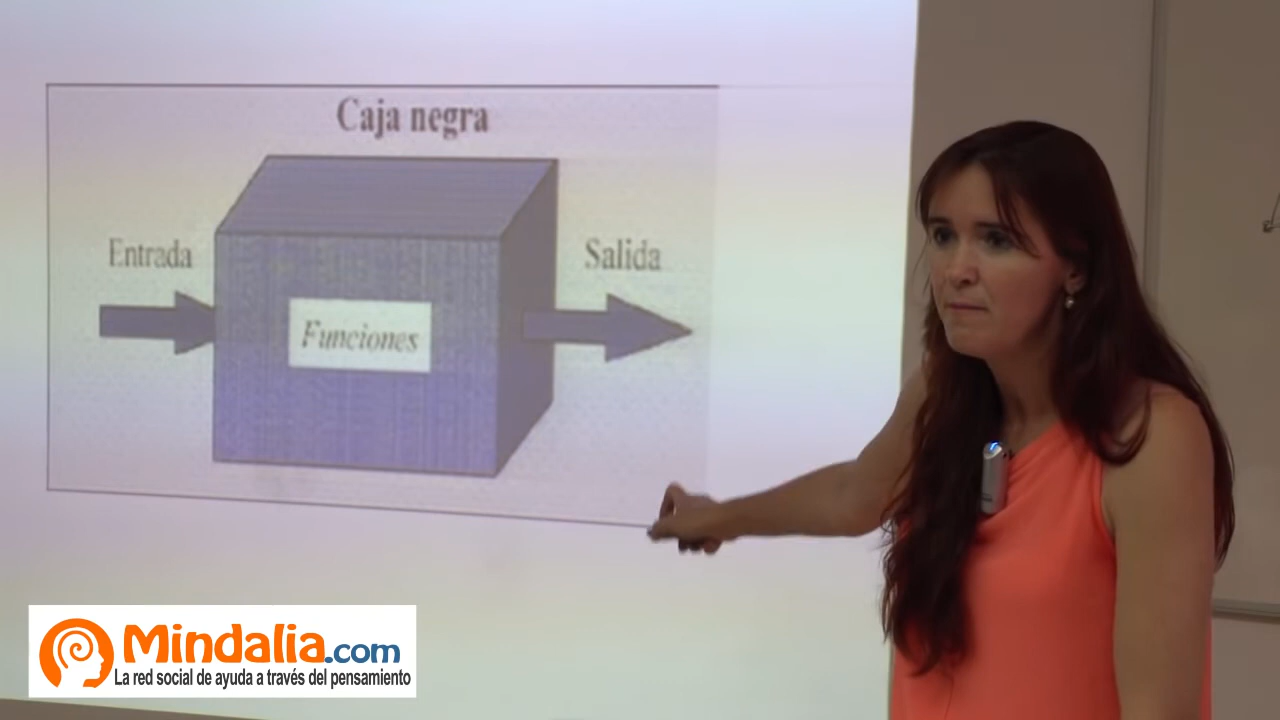 Caja negra
Entrada
Salida
Funciones
Mindalia.com
La red social de ayuda a través del pensamiento